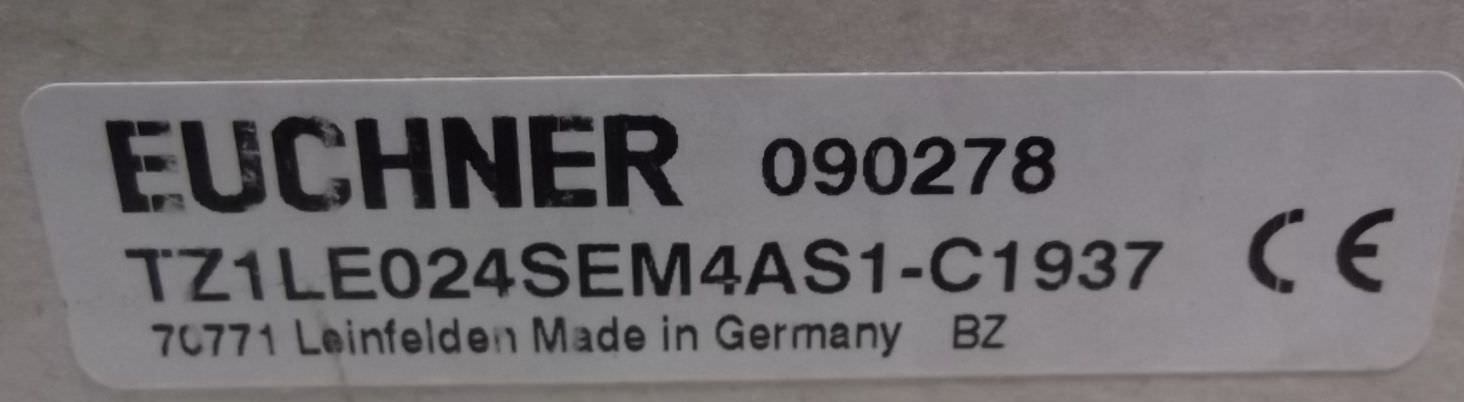 EUCHNER 090278
TZ1LE024SEM4AS1-C1937 CE
70771 Leinfelden Made in Germany BZ